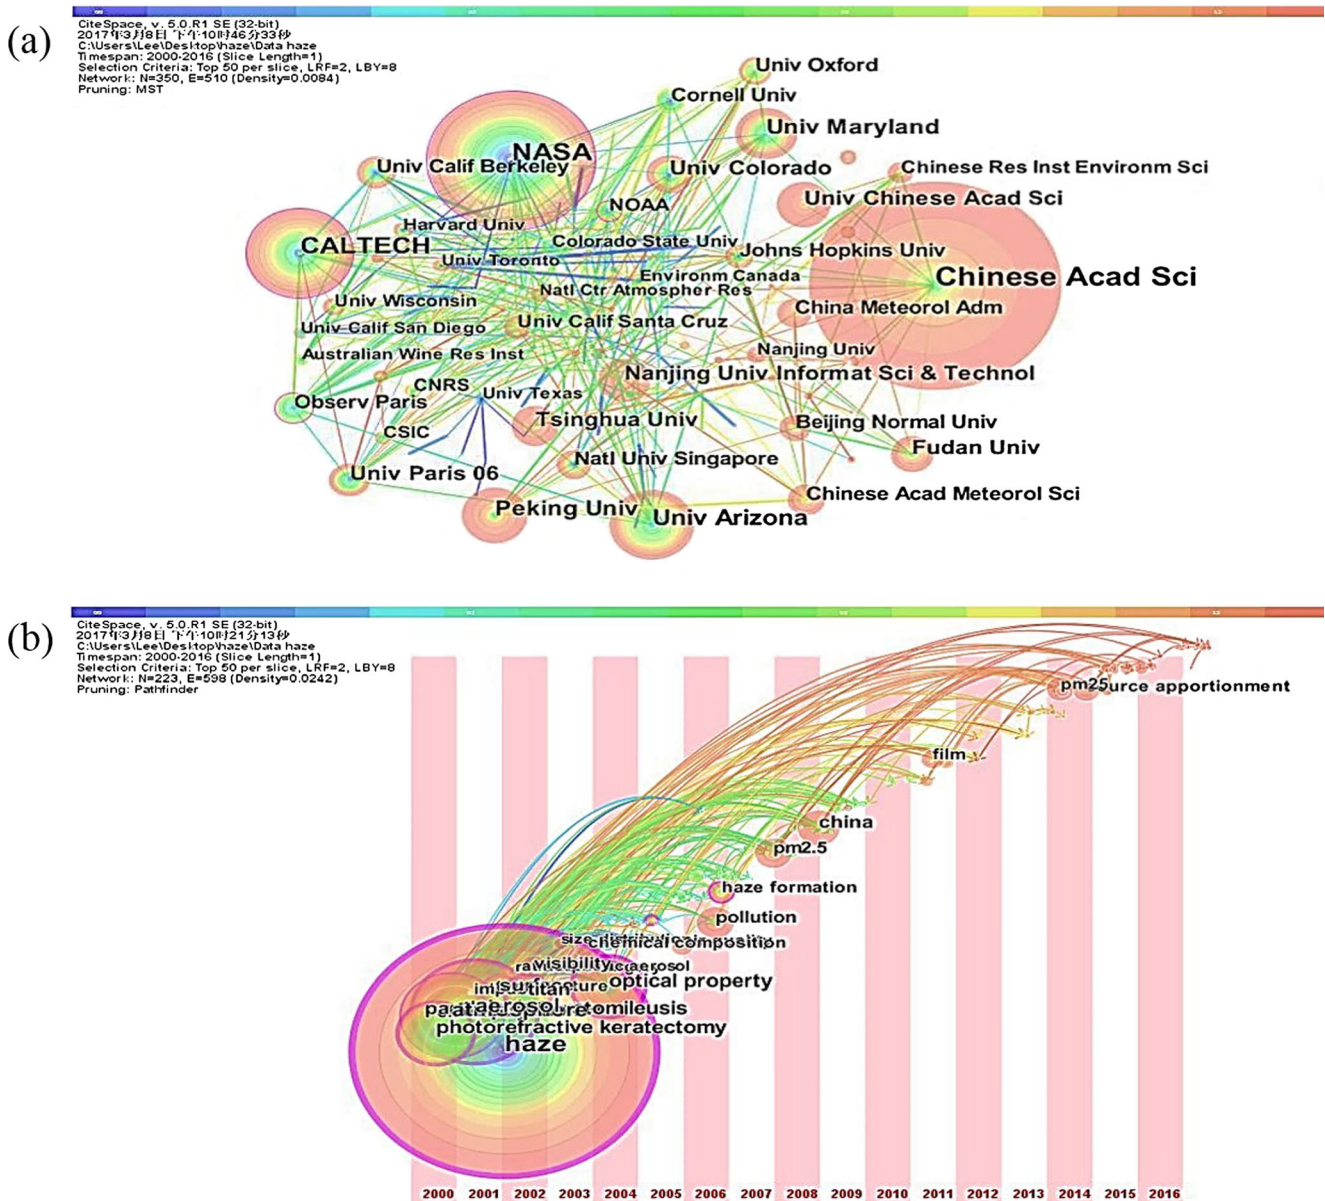 (a)
CiteSpace, v. 5.0.R1 SE (32-bit)
2017年3月8日 下午10时46分33秒
C:\Users\Lee\Desktop\haze\Data haze
Timespan: 2000-2016 (Slice Length=1)
Selection Criteria: Top 50 per slice, LRF=2, LBY=8
Network: N=350, E=510 (Density=0.0084)
Pruning: MST
Univ Oxford
Cornell Univ
Univ Maryland
NASA
Univ Calif Berkeley
Univ Colorado
Chinese Res Inst Environm Sci
Univ Chinese Acad Sci
NOAA
Harvard Univ
CALTECH
Colorado State Univ
Johns Hopkins Univ
Univ Toronto
Environm Canada
Chinese Acad Sci
Natl Ctr Atmospher Res
Univ Wisconsin
China Meteorol Adm
Univ Calif San Diego
Univ Calif Santa Cruz
Australian Wine Res Inst
Nanjing Univ
Nanjing Univ Informat Sci & Technol
CNRS
Univ Texas
Observ Paris
Tsinghua Univ
Beijing Normal Univ
CSIC
Fudan Univ
Natl Univ Singapore
Univ Paris 06
Chinese Acad Meteorol Sci
Peking Univ
Univ Arizona
(b)
CiteSpace, v. 5.0.R1 SE (32-bit)
2017年3月8日 下午10时21分13秒
C:\Users\Lee\Desktop\haze\Data haze
Timespan: 2000-2016 (Slice Length=1)
Selection Criteria: Top 50 per slice, LRF=2, LBY=8
Network: N=223, E=598 (Density=0.0242)
Pruning: Pathfinder
pm25
urce apportionment
film
china
pm2.5
haze formation
pollution
chemical composition
visibility
aerosol
optical property
titan
aerosol
photorefractive keratectomy
haze
2000 2001 2002 2003 2004 2005 2006 2007 2008 2009 2010 2011 2012 2013 2014 2015 2016